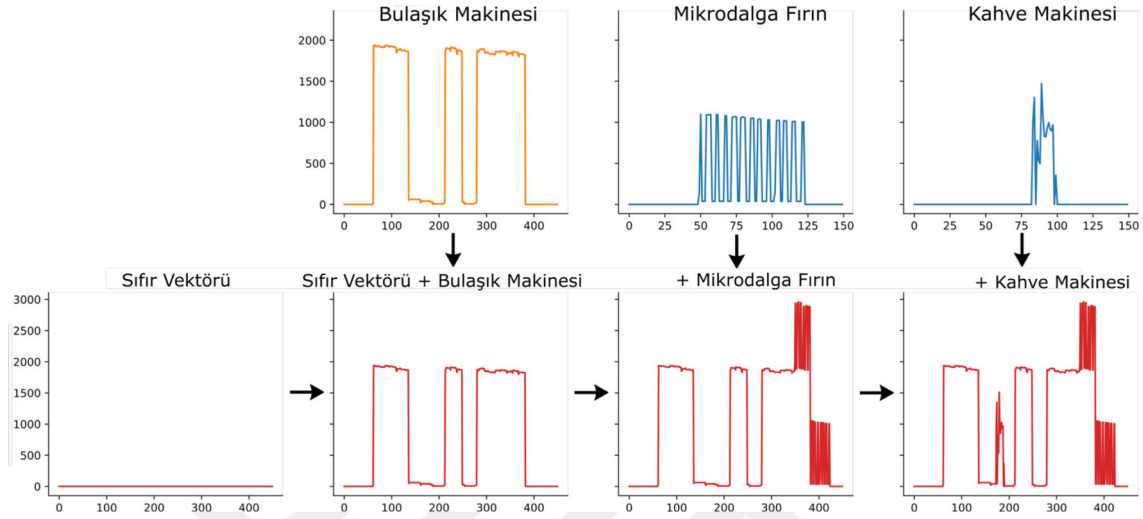 Bulaşık Makinesi
Mikrodalga Fırın
Kahve Makinesi
2000
1500
1000
500
0
0 100 200 300 400
0 25 50 75 100 125 150
0 25 50 75 100 125 150
Sıfır Vektörü
Sıfır Vektörü + Bulaşık Makinesi
+ Mikrodalga Fırın
+ Kahve Makinesi
3000
2500
2000
1500
1000
500
0
0 100 200 300 400
0 100 200 300 400
0 100 200 300 400
0 100 200 300 400